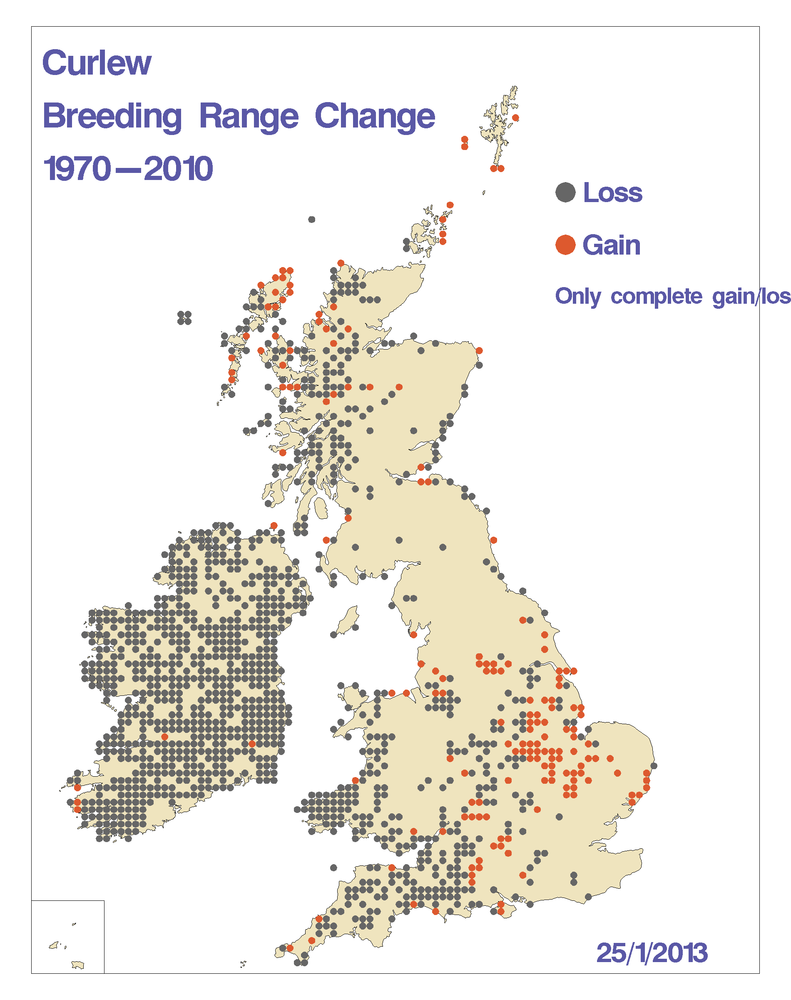 Curlew
Breeding Range Change
1970—2010
Loss
Gain
Only complete gain/los
25/1/2013